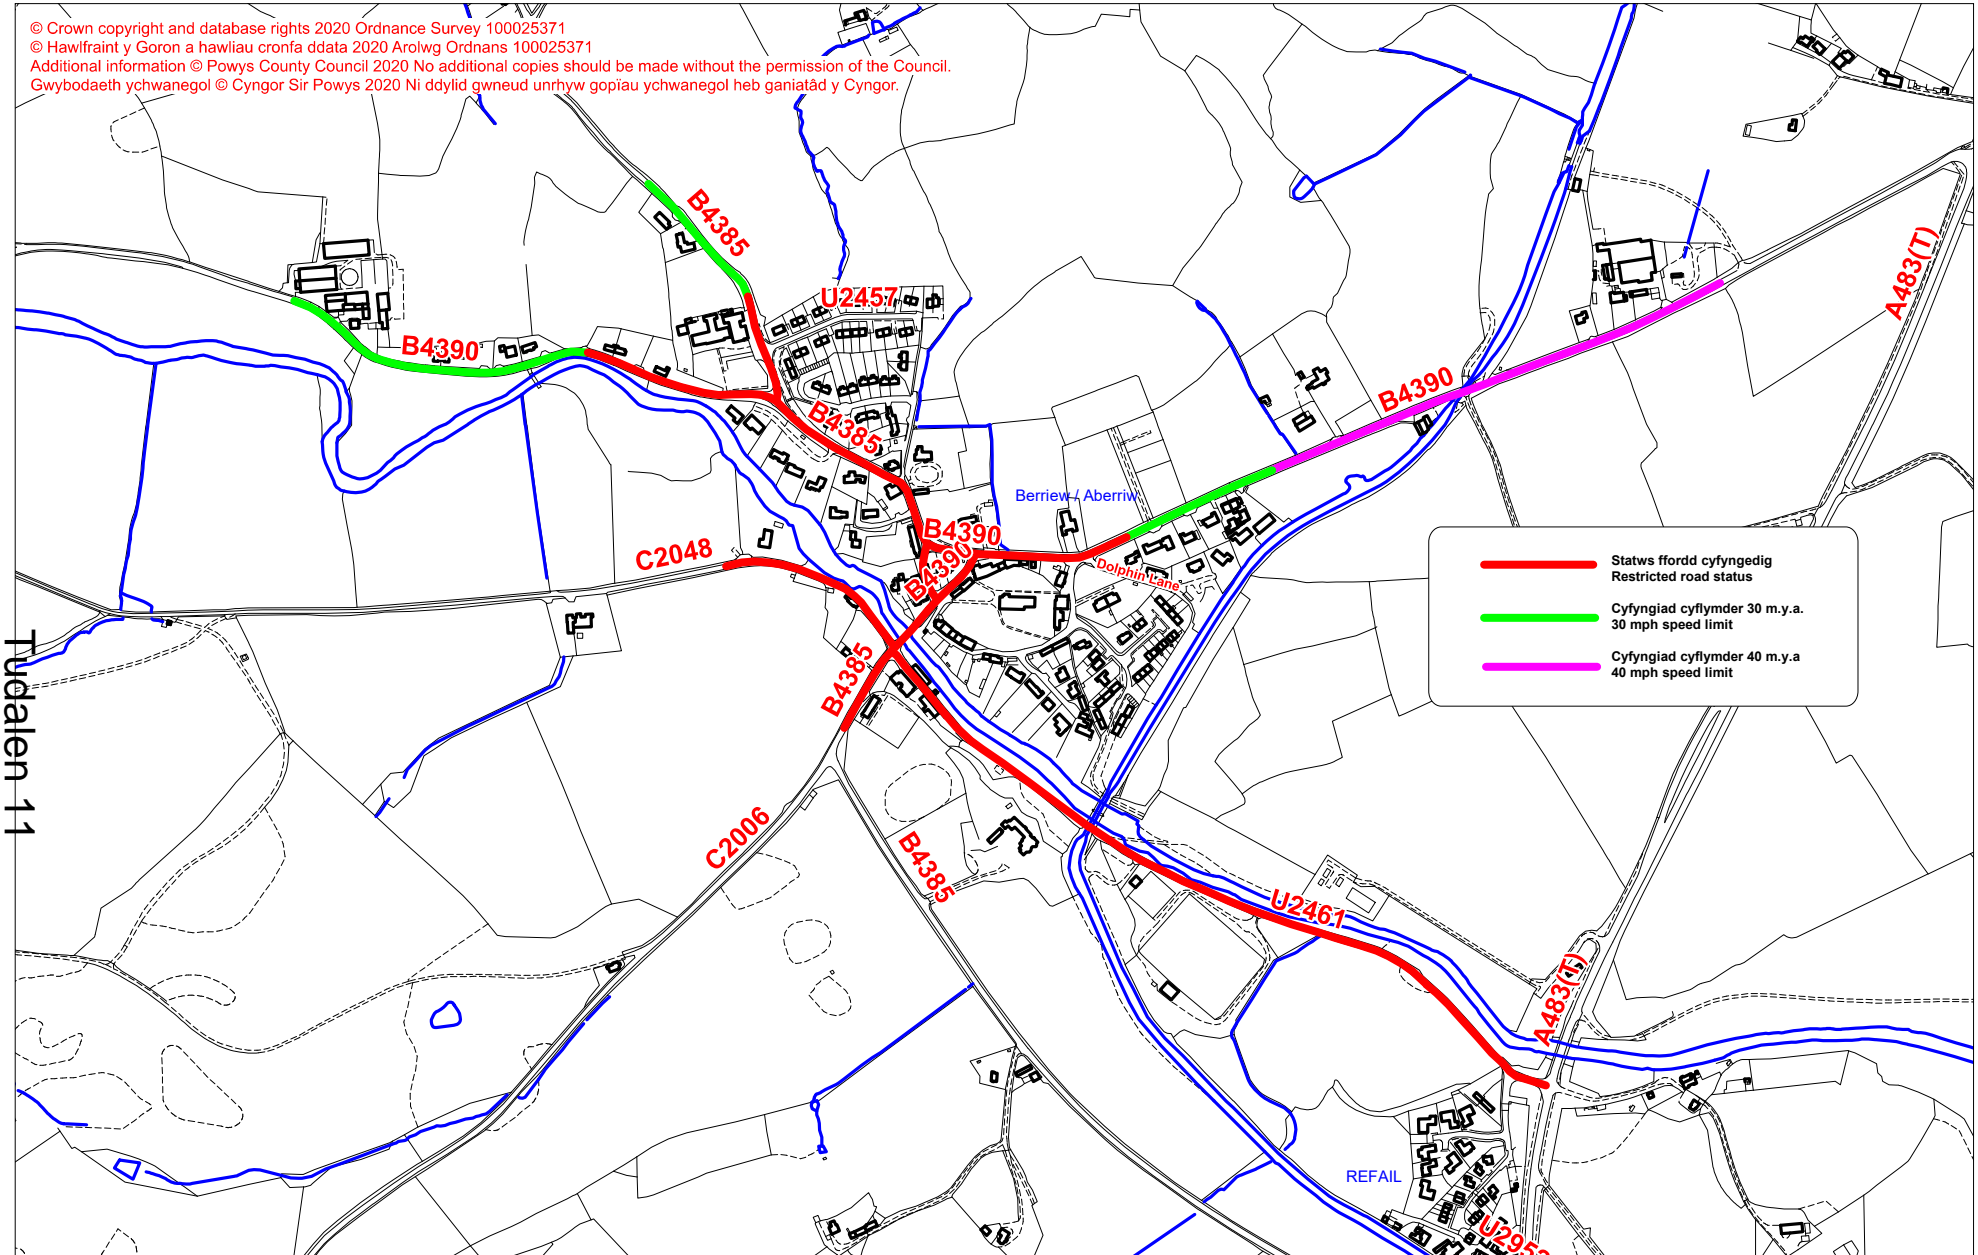 © Crown copyright and database rights 2020 Ordnance Survey 100025371
© Hawlfraint y Goron a hawliau cronfa ddata 2020 Arolwg Ordnans 100025371
Additional information © Powys County Council 2020 No additional copies should be made without the permission of the Council.
Gwybodaeth ychwanegol © Cyngor Sir Powys 2020 Ni ddylid gwneud unrhyw gopïau ychwanegol heb ganiatâd y Cyngor.
B4385
A483(T)
U2457
B4390
B4390
B4385
Berriew / Aberriw
B4390
B4390
C2048
Dolphin Lane
Statws ffordd cyfyngedig
Restricted road status
Cyfyngiad cyflymder 30 m.y.a.
30 mph speed limit
Cyfyngiad cyflymder 40 m.y.a
40 mph speed limit
B4385
Tudalen 11
C2006
B4385
U2461
A483(T)
REFAIL